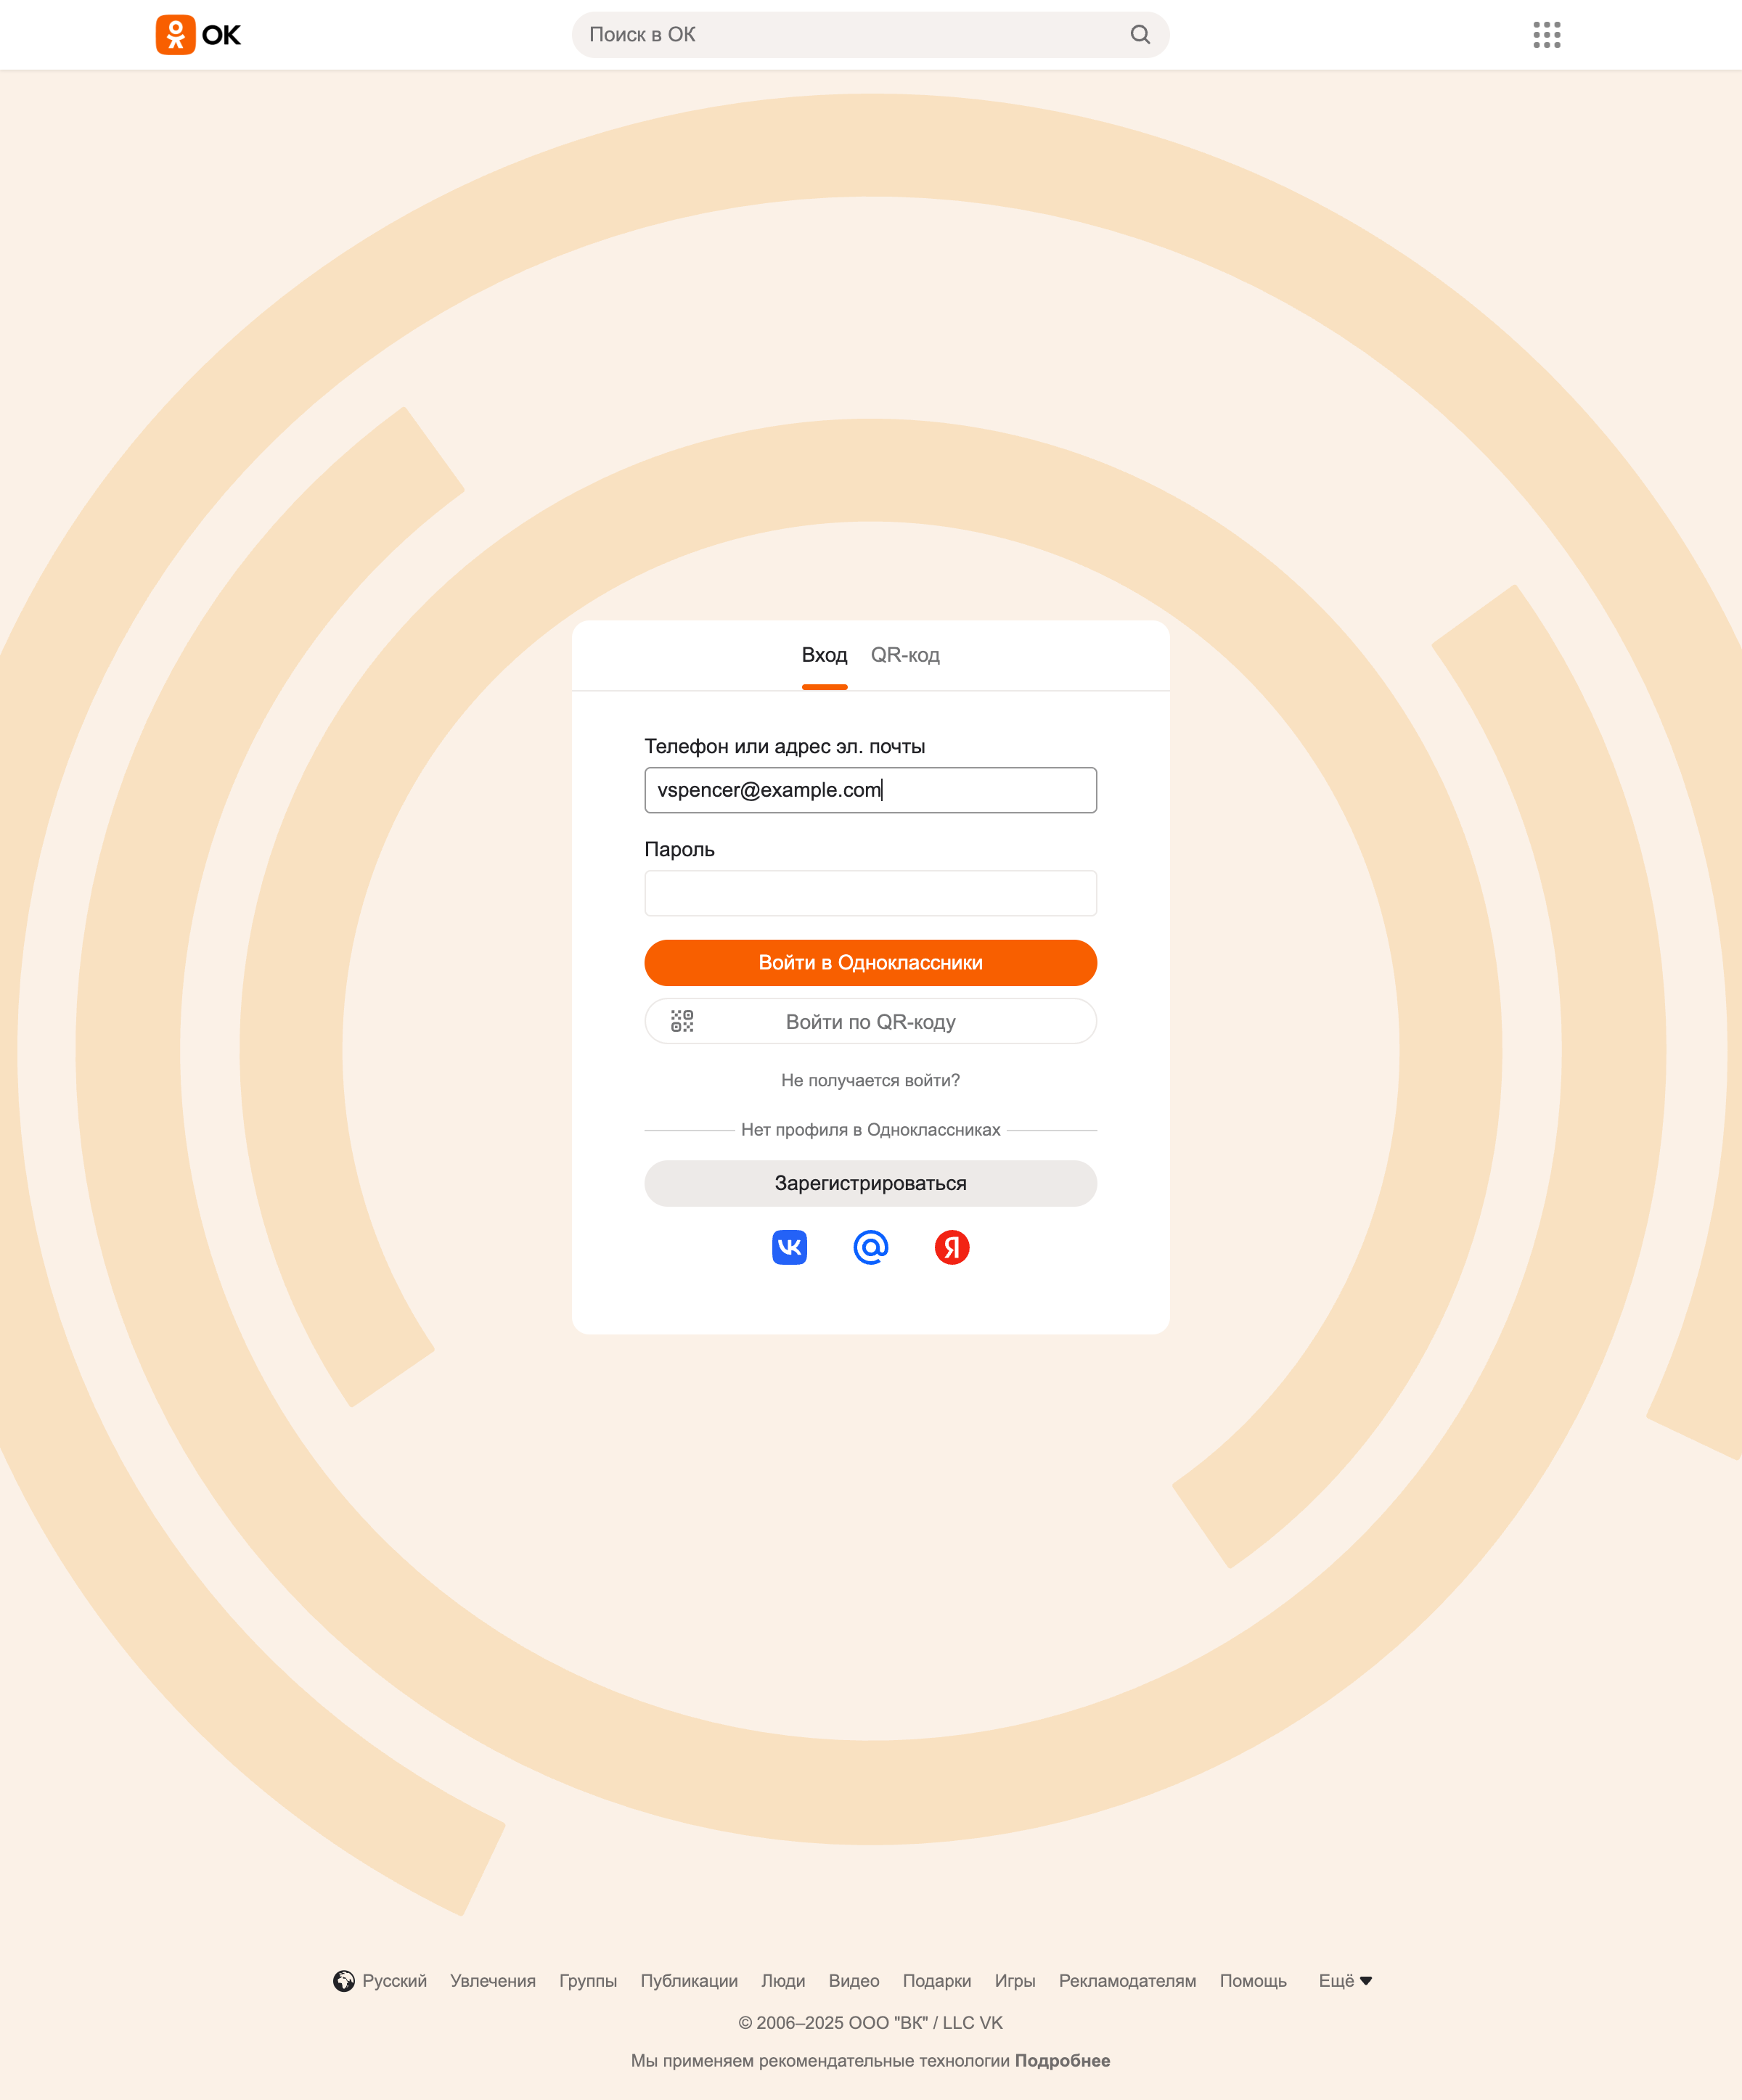 ОК
Поиск в ОК
Вход QR-код
Телефон или адрес эл. почты
vspencer@example.com
Пароль
Войти в Одноклассники
Войти по QR-коду
Не получается войти?
Нет профиля в Одноклассниках
Зарегистрироваться
Русский Увлечения Группы Публикации Люди Видео Подарки Игры Рекламодателям Помощь Ещё
© 2006–2025 ООО "ВК" / LLC VK
Мы применяем рекомендательные технологии Подробнее